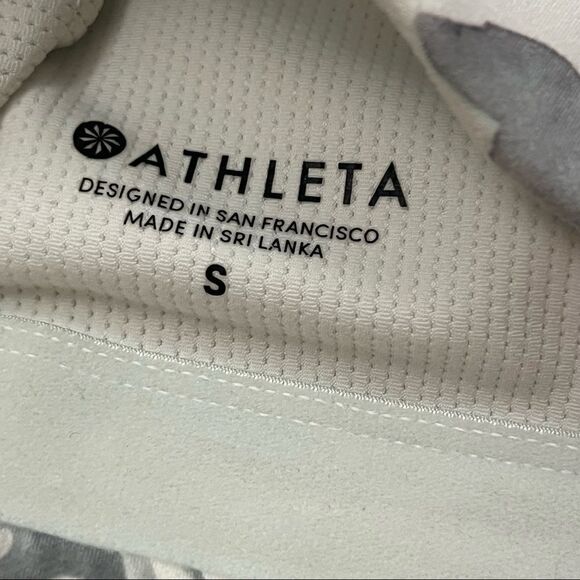 ATHLETA
DESIGNED IN SAN FRANCISCO
MADE IN SRI LANKA
S